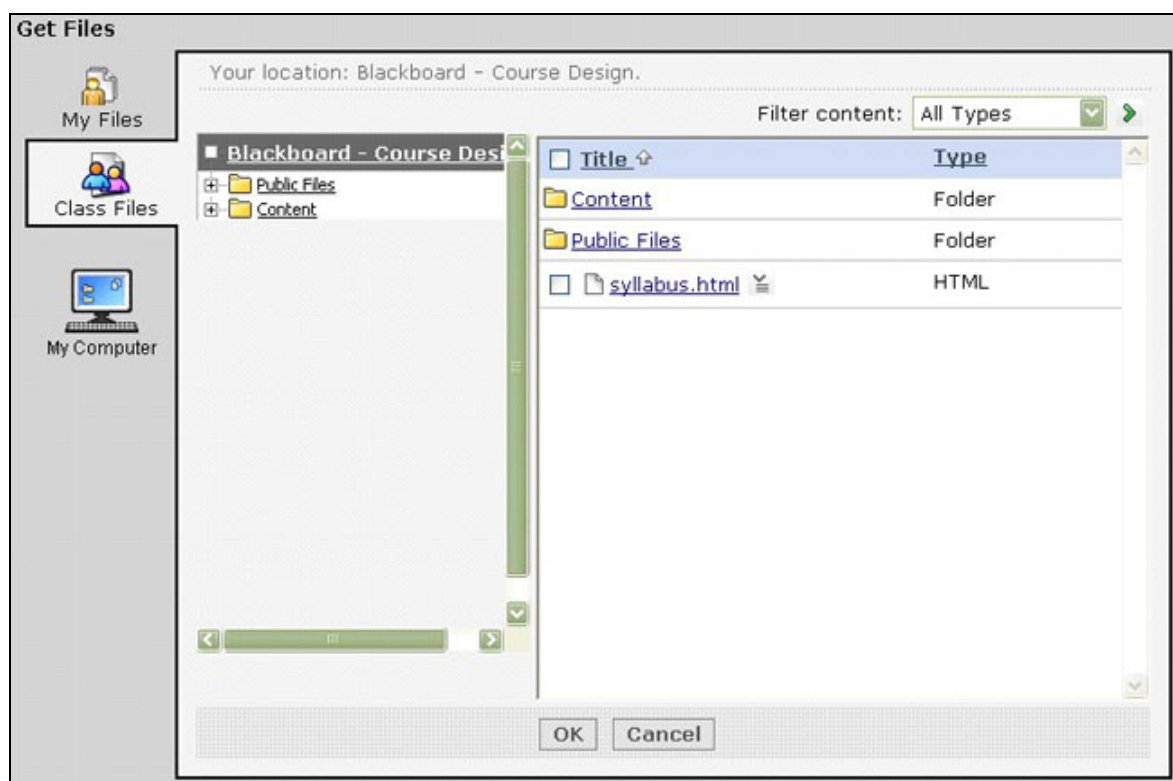 Get Files
My Files
Class Files
My Computer
Your location: Blackboard - Course Design.
Filter content: All Types
Blackboard - Course Desi
Public Files
Content
Title Type
Content Folder
Public Files Folder
syllabus.html HTML
OK Cancel